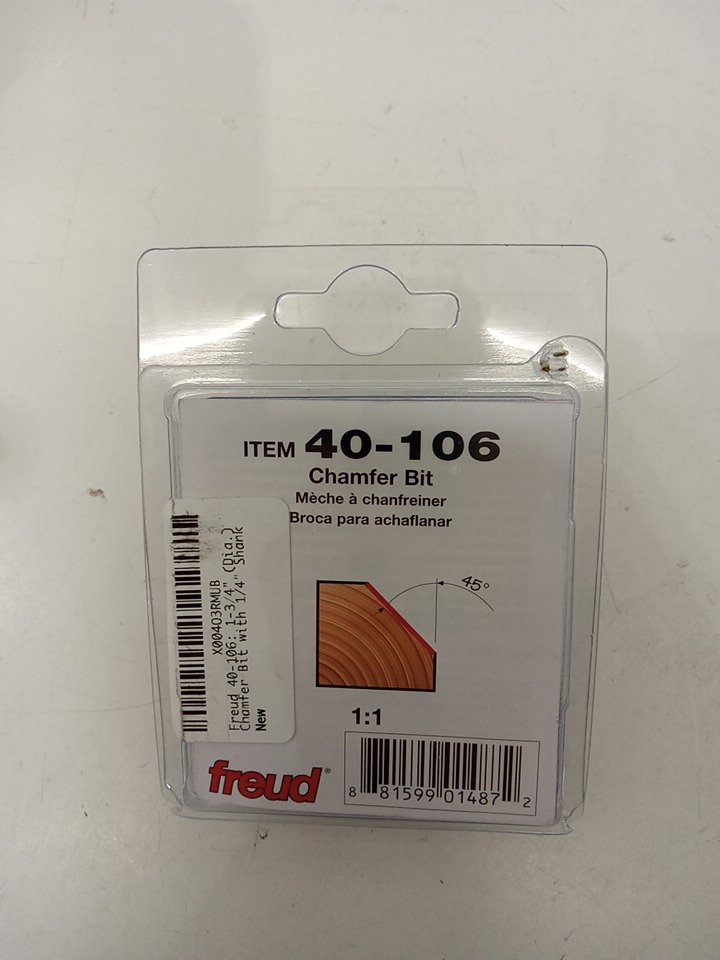 ITEM 40-106
Chamfer Bit
Mèche à chanfreiner
Broca para achaflanar
45°
1:1
freud®
8 81599 01487 2
X004O3RMUB
Freud 40-106: 1-3/4" (Dia.)
Chamfer Bit with 1/4" Shank
New